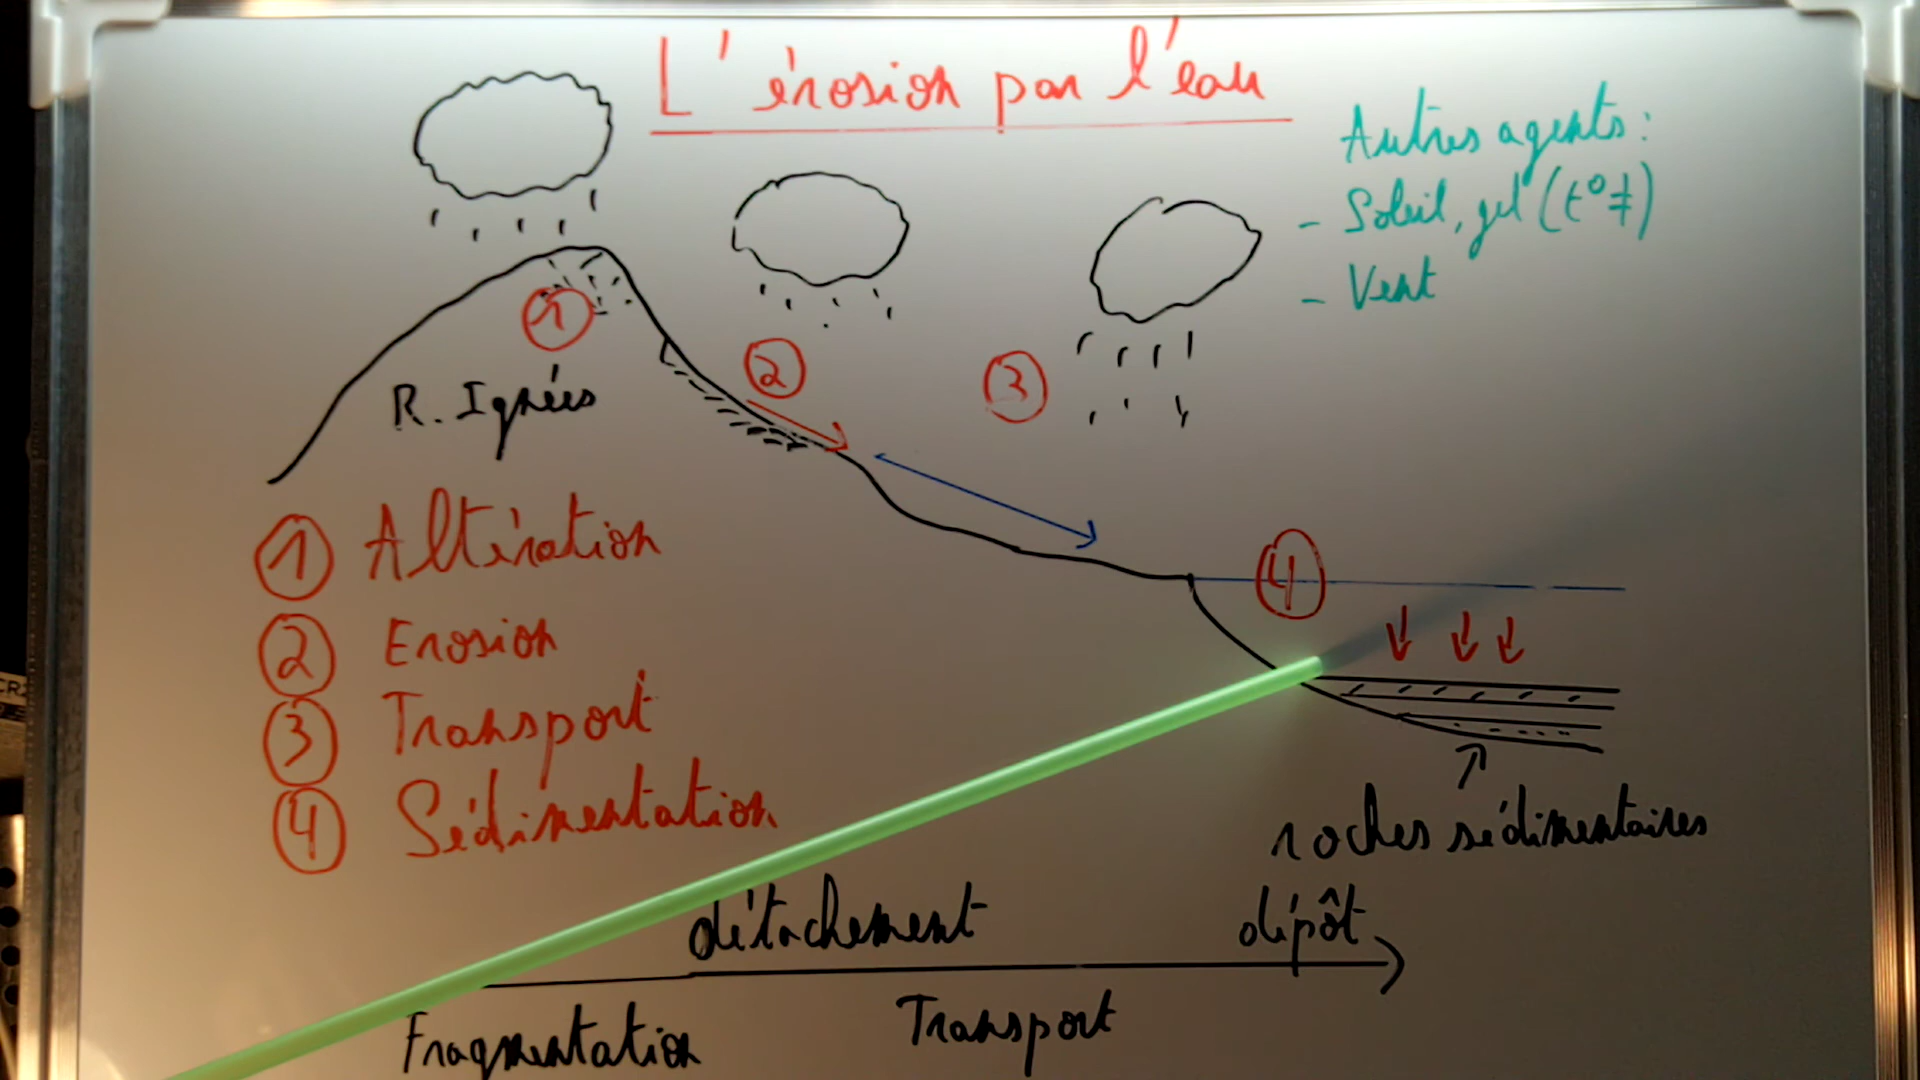 L'érosion par l'eau
Autres agents :
- Soleil, gel (t° ≠)
- Vent
1
2
3
R. Ignées
4
1 Altération
2 Erosion
3 Transport
4 Sédimentation
roches sédimentaires
détachement
dépôt
Fragmentation
Transport